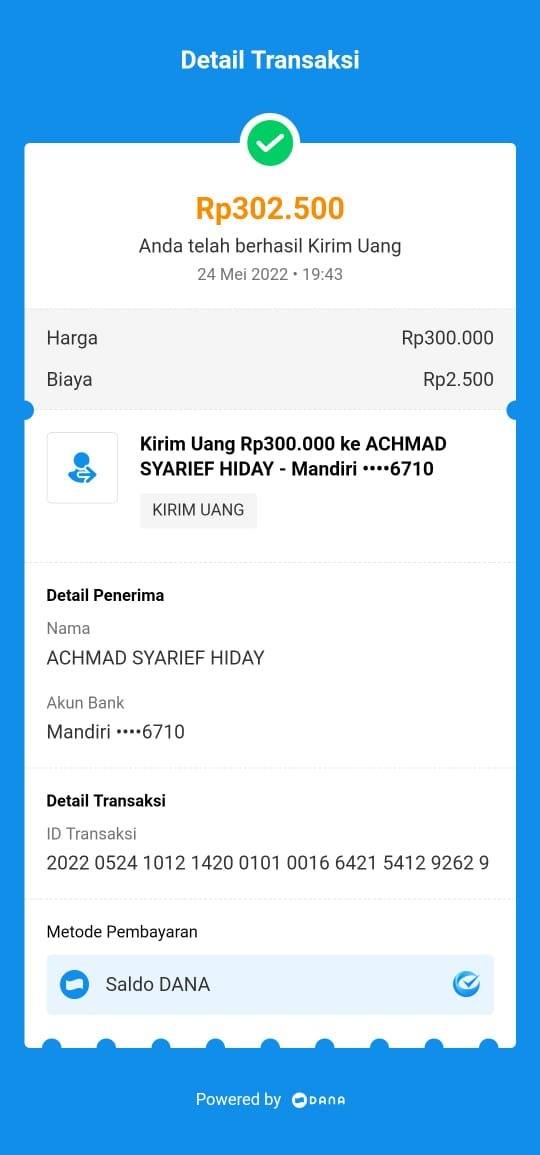 Detail Transaksi
Rp302.500
Anda telah berhasil Kirim Uang
24 Mei 2022 • 19:43
Harga Rp300.000
Biaya Rp2.500
Kirim Uang Rp300.000 ke ACHMAD
SYARIEF HIDAY - Mandiri ••••6710
KIRIM UANG
Detail Penerima
Nama
ACHMAD SYARIEF HIDAY
Akun Bank
Mandiri ••••6710
Detail Transaksi
ID Transaksi
2022 0524 1012 1420 0101 0016 6421 5412 9262 9
Metode Pembayaran
Saldo DANA
Powered by DANA